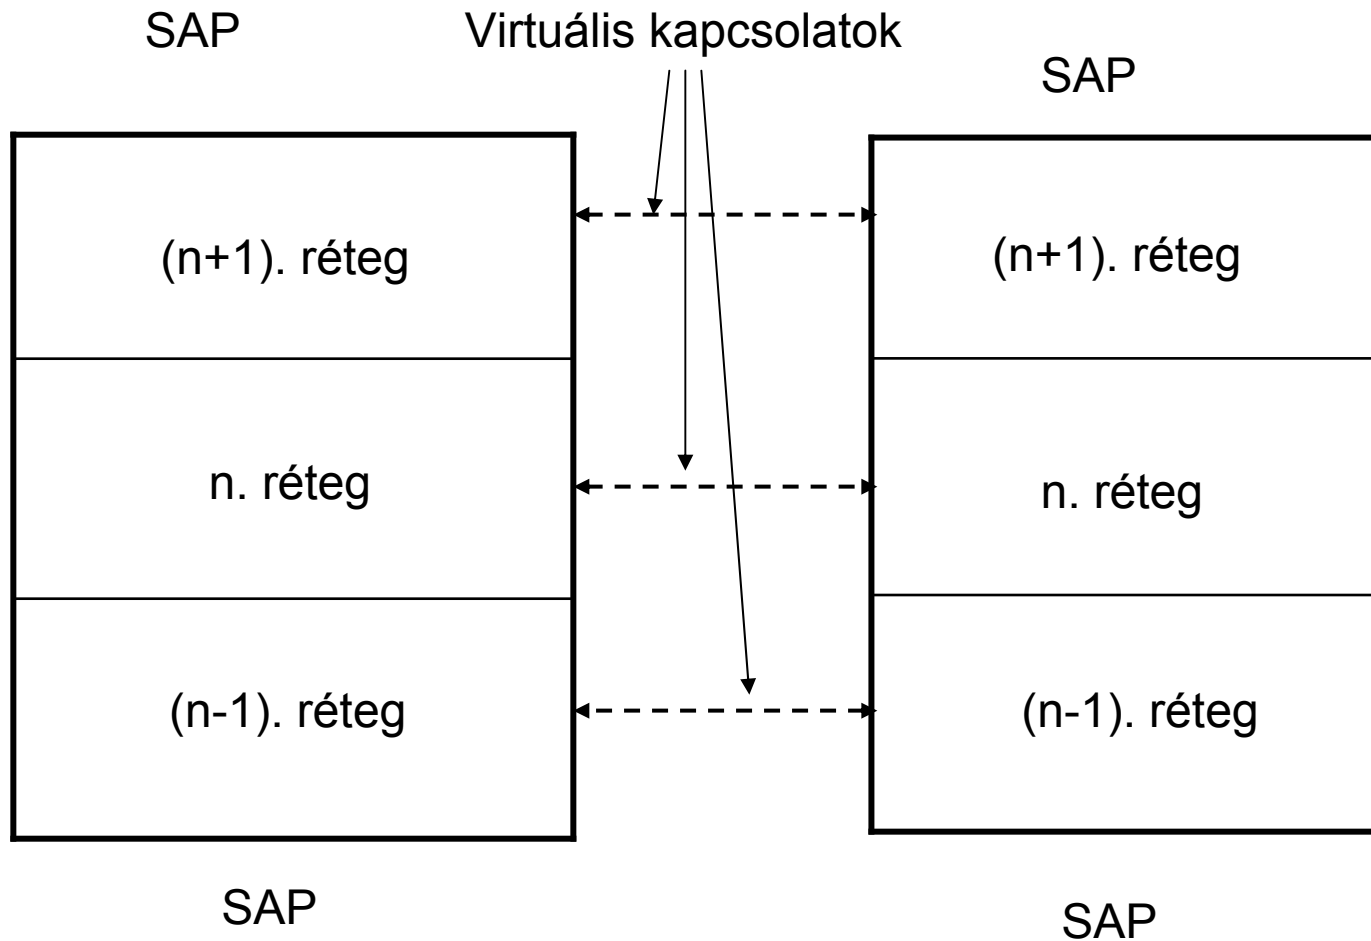 SAP
Virtuális kapcsolatok
SAP
(n+1). réteg
(n+1). réteg
n. réteg
n. réteg
(n-1). réteg
(n-1). réteg
SAP
SAP